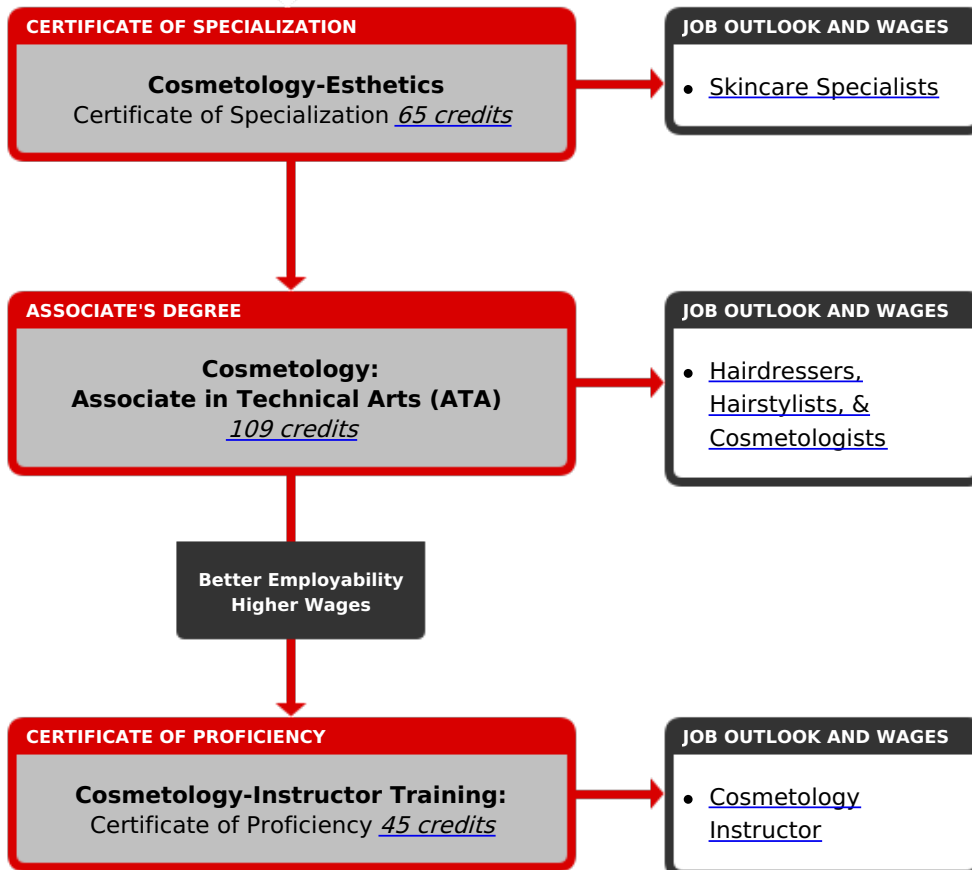 CERTIFICATE OF SPECIALIZATION
Cosmetology-Esthetics
Certificate of Specialization 65 credits
JOB OUTLOOK AND WAGES
• Skincare Specialists
ASSOCIATE'S DEGREE
Cosmetology:
Associate in Technical Arts (ATA)
109 credits
JOB OUTLOOK AND WAGES
• Hairdressers,
Hairstylists, &
Cosmetologists
Better Employability
Higher Wages
CERTIFICATE OF PROFICIENCY
Cosmetology-Instructor Training:
Certificate of Proficiency 45 credits
JOB OUTLOOK AND WAGES
• Cosmetology
Instructor